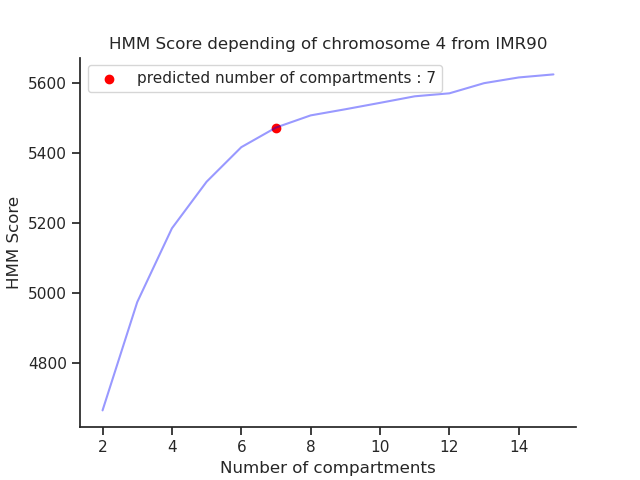 HMM Score depending of chromosome 4 from IMR90
predicted number of compartments : 7
5600
5400
5200
5000
4800
HMM Score
2 4 6 8 10 12 14
Number of compartments